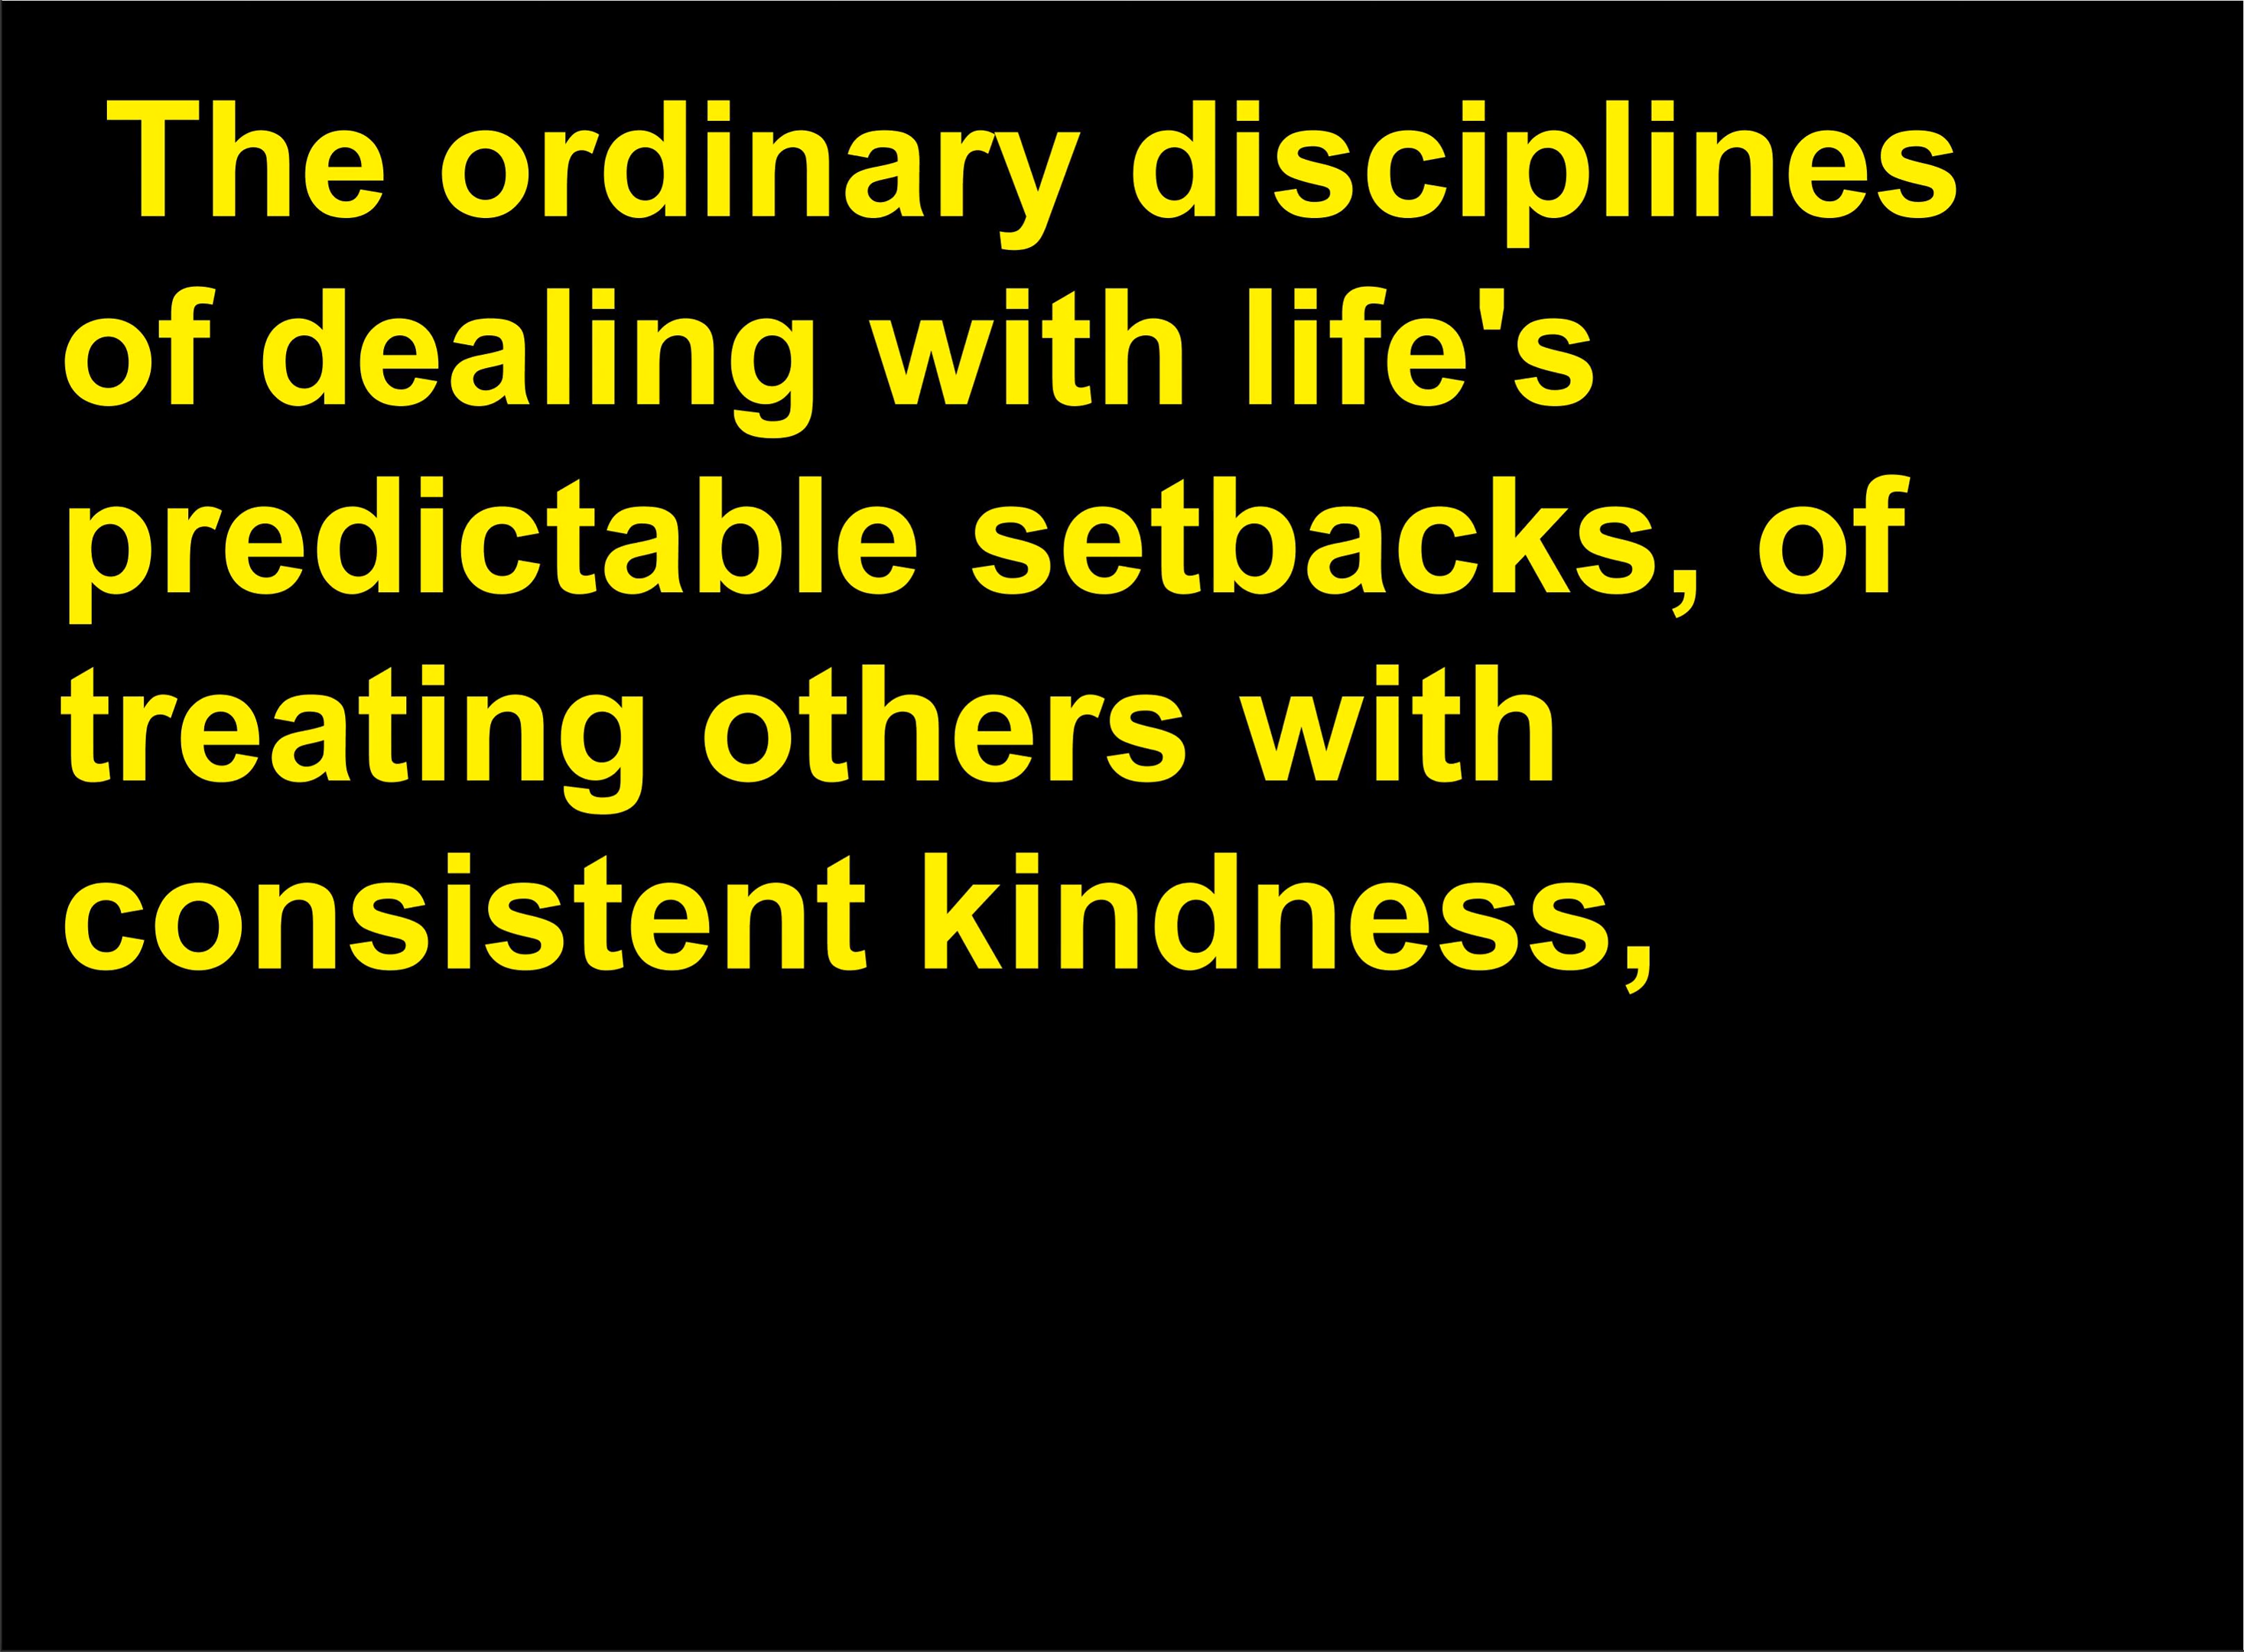 The ordinary disciplines
of dealing with life's
predictable setbacks, of
treating others with
consistent kindness,